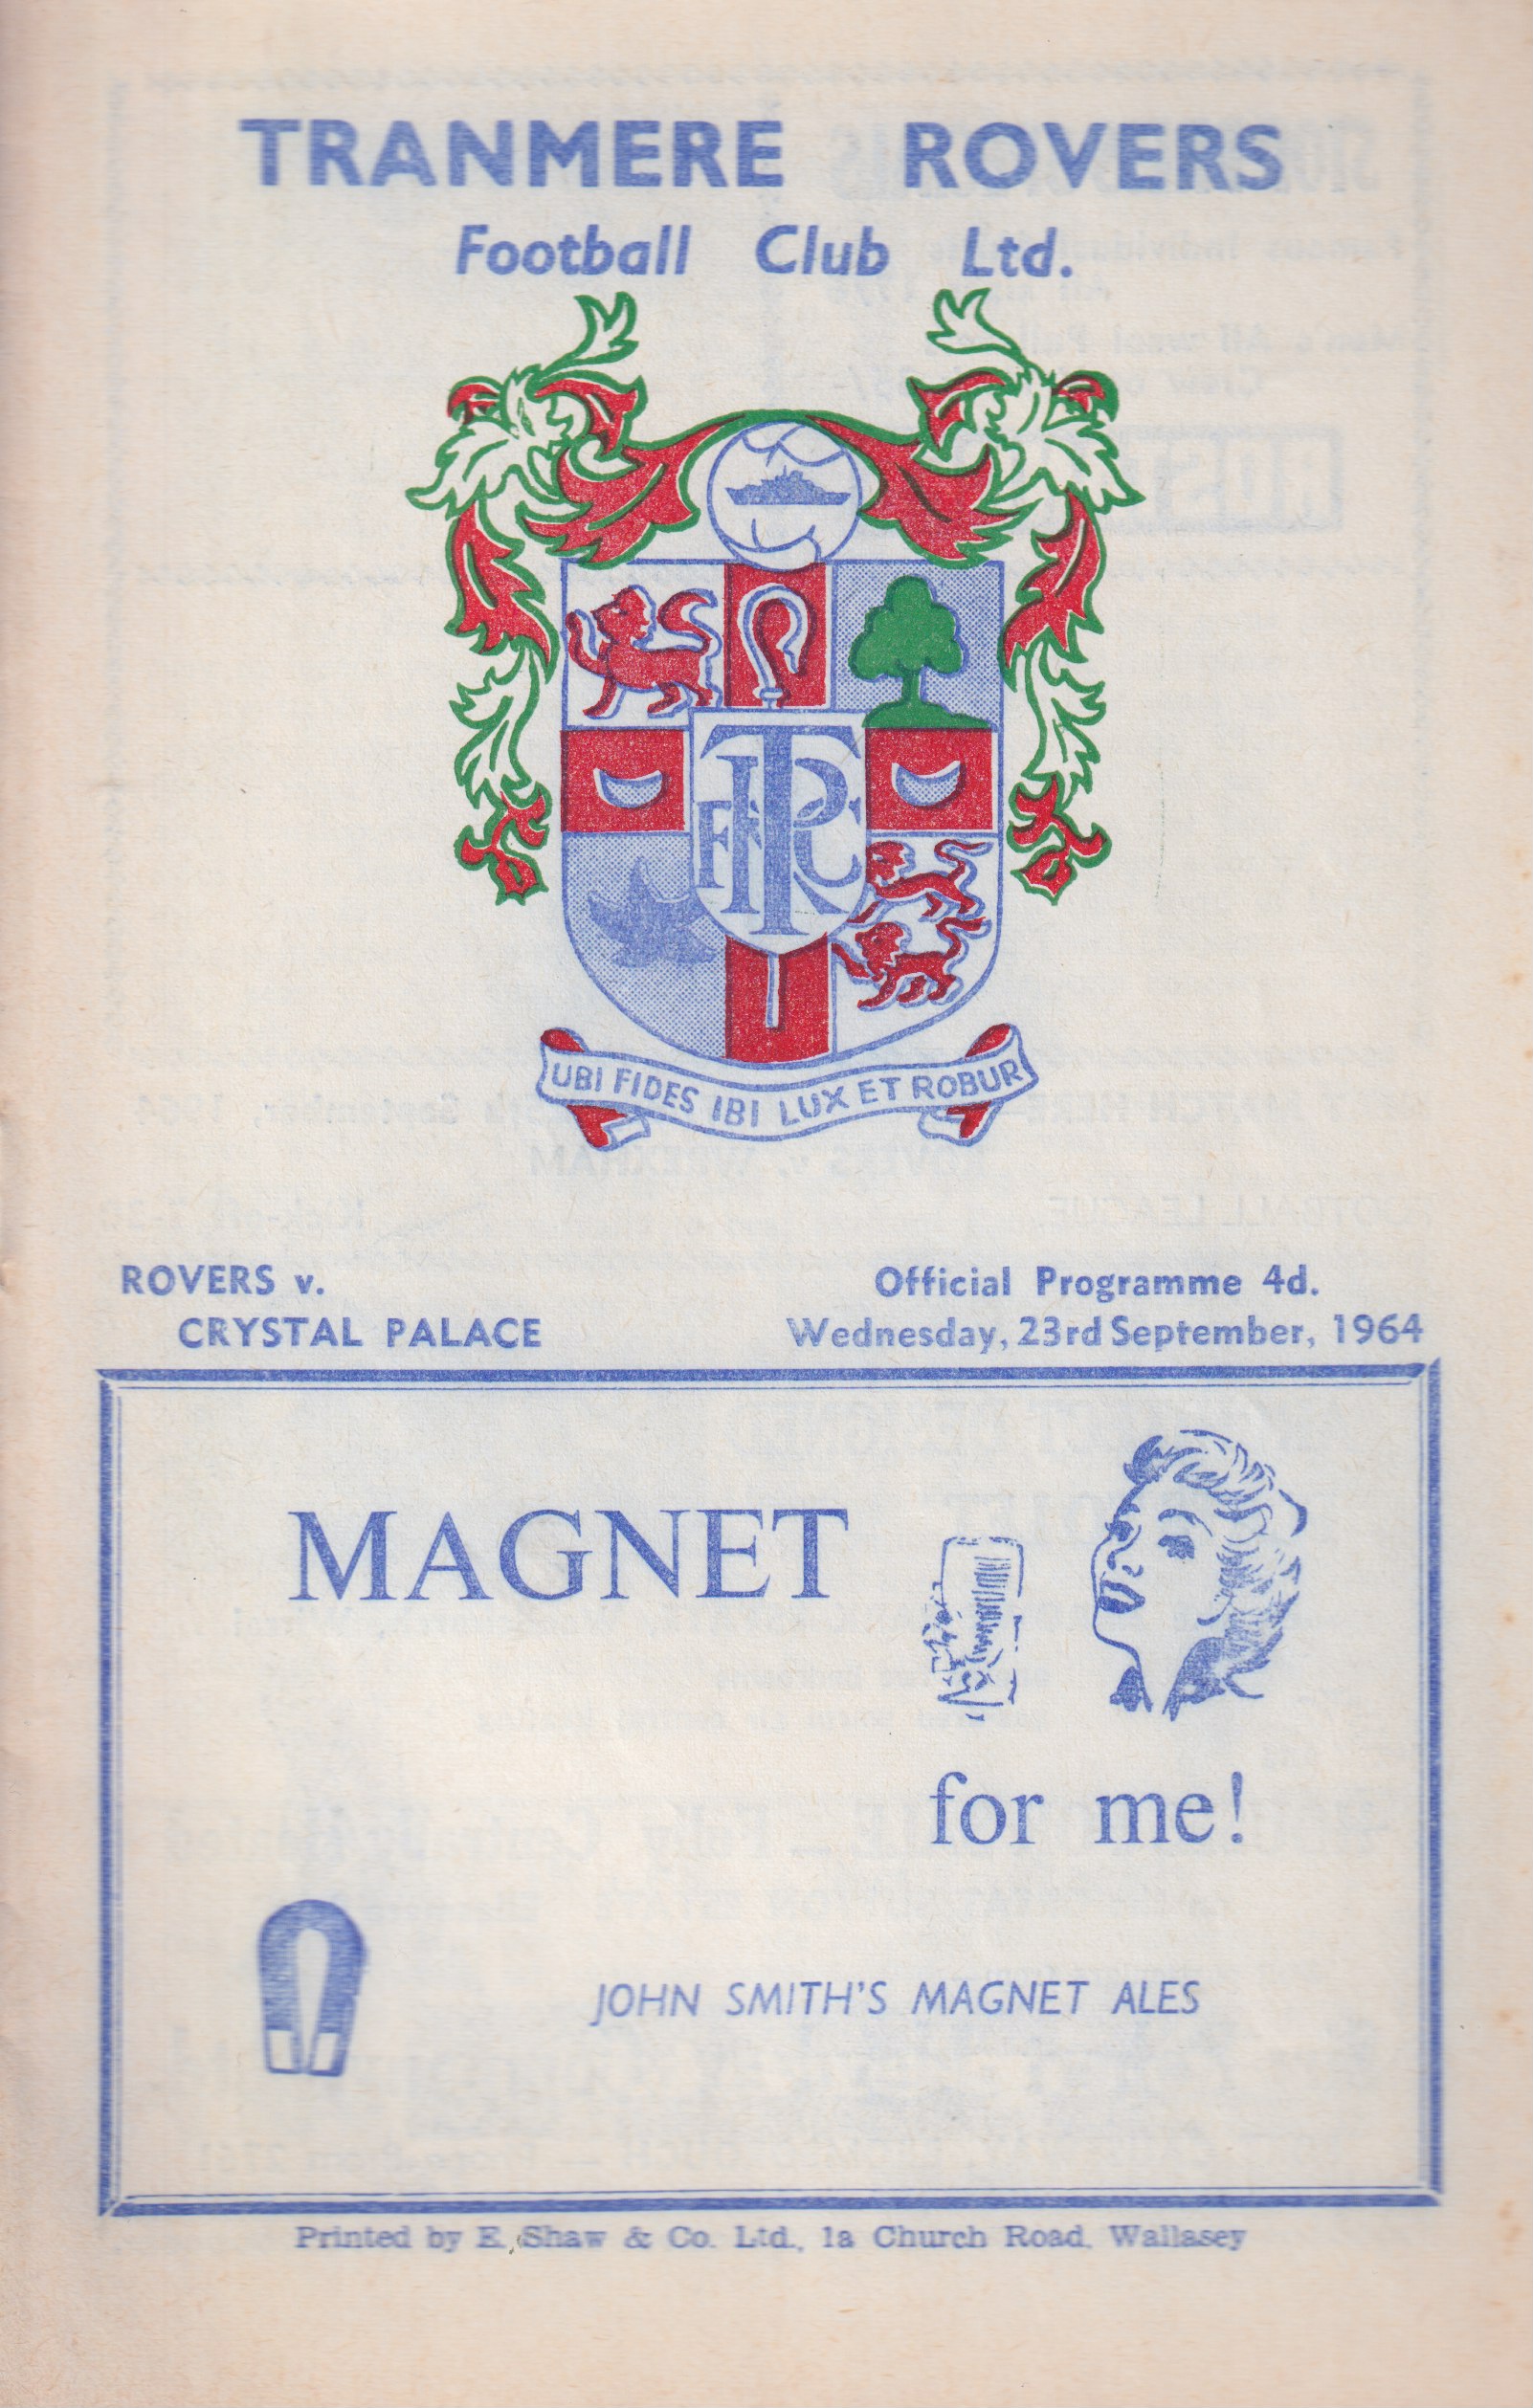 TRANMERE ROVERS
Football Club Ltd.
TRFC
UBI FIDES IBI LUX ET ROBUR
ROVERS v.
CRYSTAL PALACE
Official Programme 4d.
Wednesday, 23rd September, 1964
MAGNET
for me!
JOHN SMITH'S MAGNET ALES
Printed by E. Shaw & Co. Ltd., 1a Church Road, Wallasey